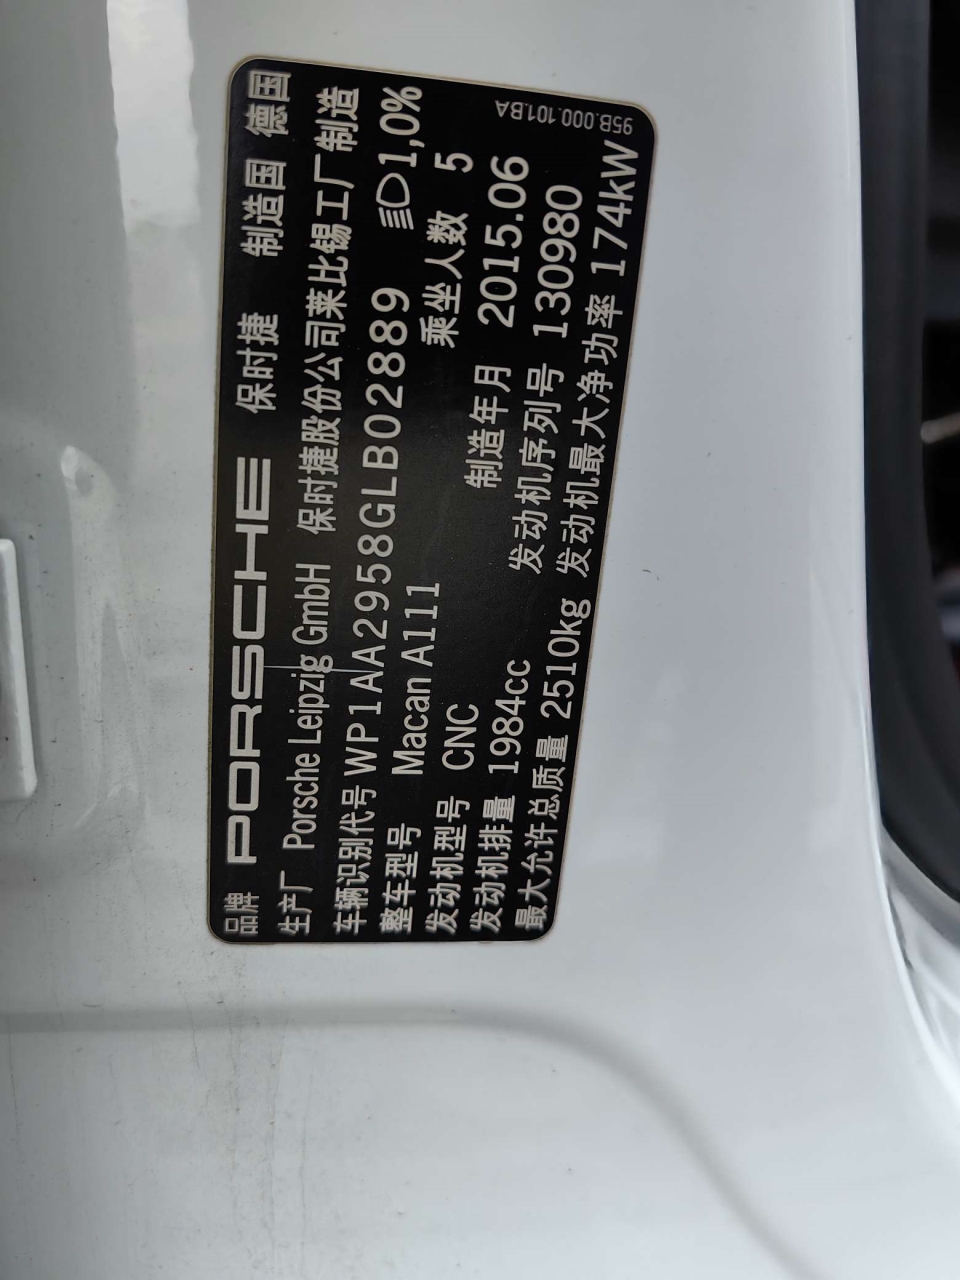 品牌 PORSCHE 保时捷 制造国 德国
生产厂 Porsche Leipzig GmbH 保时捷股份公司莱比锡工厂制造
车辆识别代号 WP1AA2958GLB02889 1,0%
整车型号 Macan A111 乘坐人数 5
发动机型号 CNC 制造年月 2015.06
发动机排量 1984cc 发动机序列号 130980
最大允许总质量 2510kg 发动机最大净功率 174kW
95B.000.101.BA